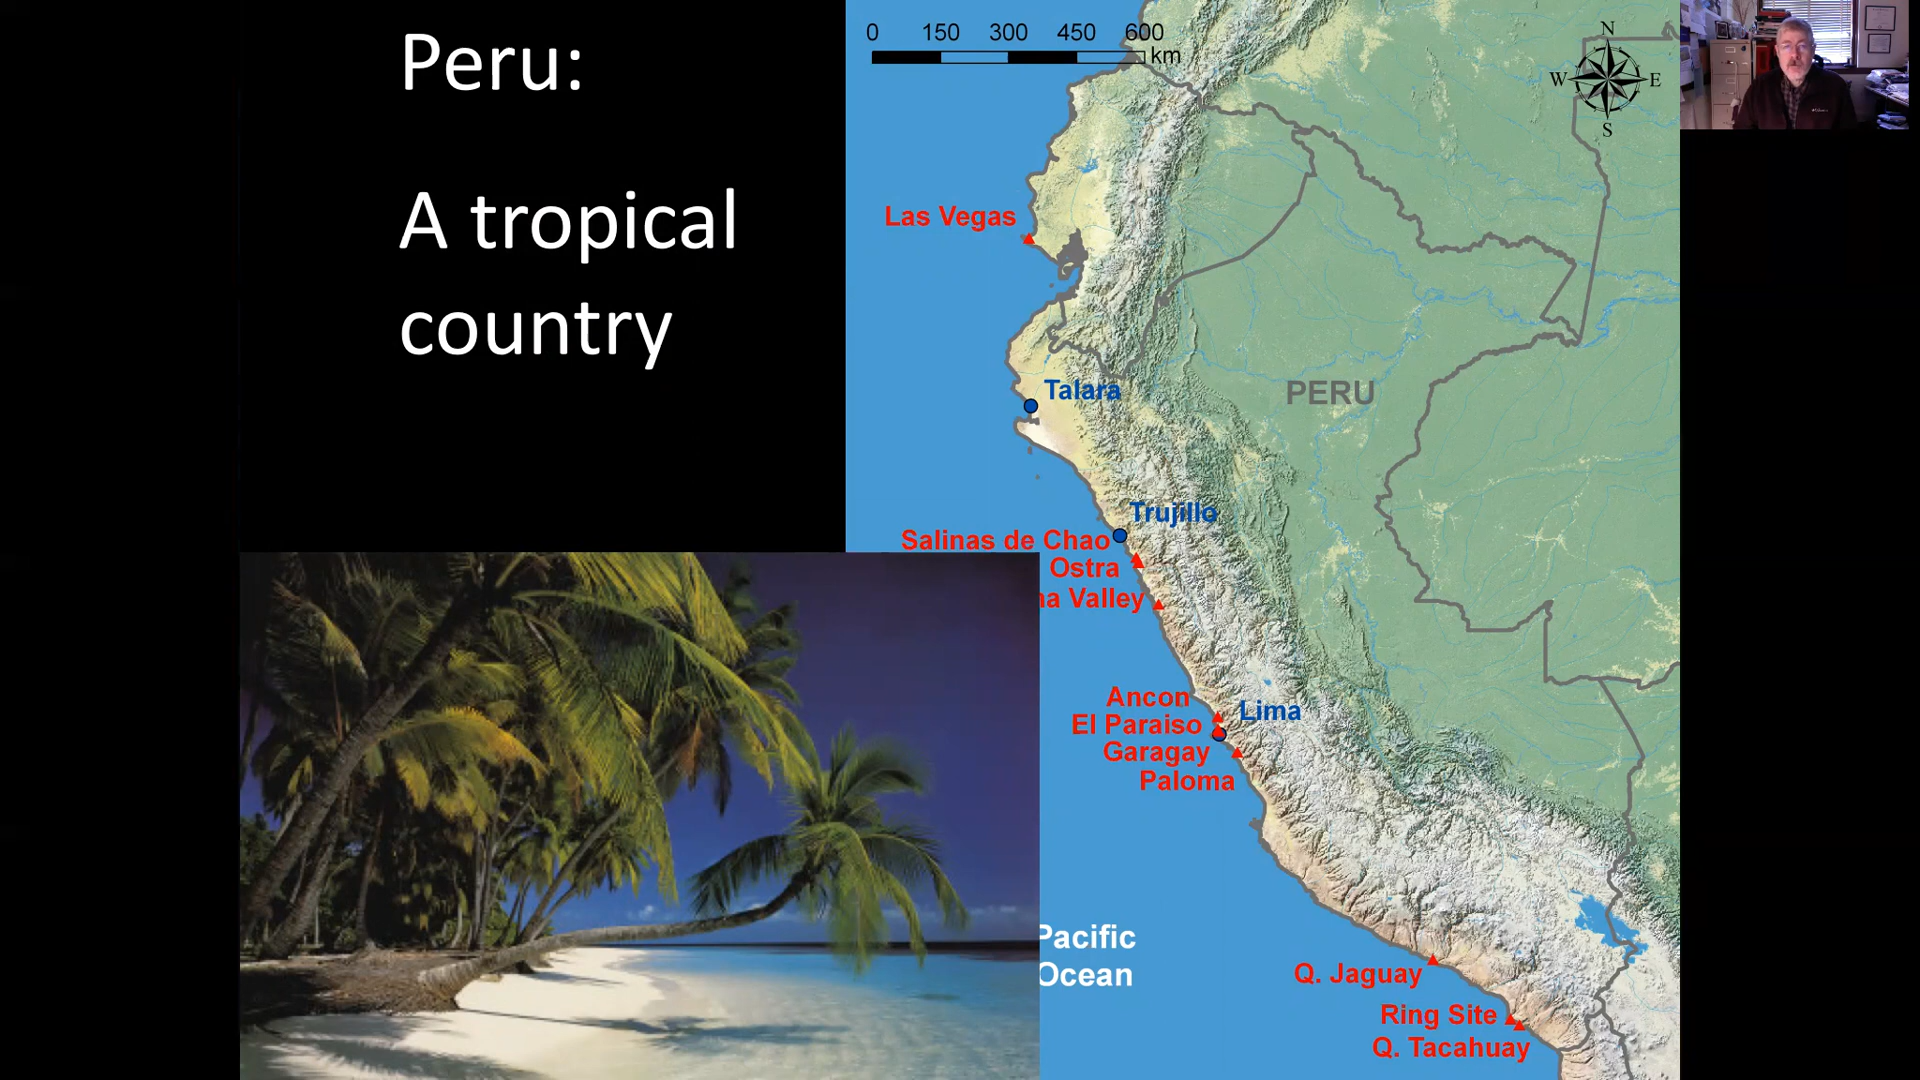 Peru:
A tropical
country
0 150 300 450 600
km
N
W E
S
Las Vegas
Talara
PERU
Trujillo
Salinas de Chao
Ostra
Valley
Ancon
Lima
El Paraiso
Garagay
Paloma
Pacific
Ocean
Q. Jaguay
Ring Site
Q. Tacahuay